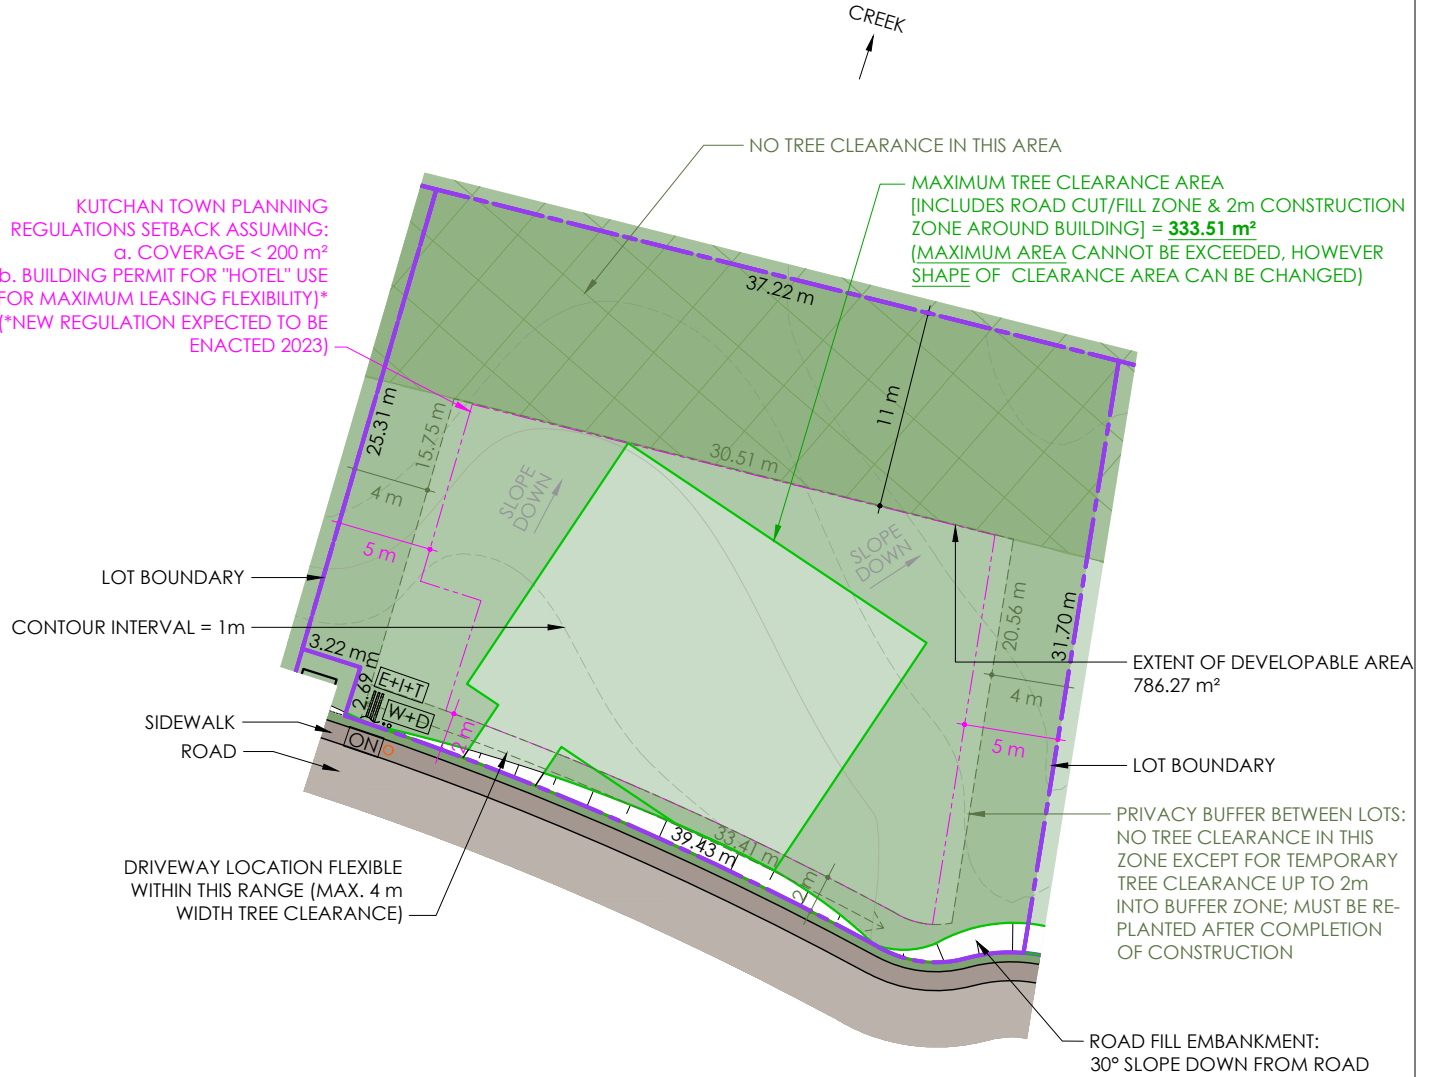 CREEK
NO TREE CLEARANCE IN THIS AREA
MAXIMUM TREE CLEARANCE AREA
[INCLUDES ROAD CUT/FILL ZONE & 2m CONSTRUCTION
ZONE AROUND BUILDING] = 333.51 m²
(MAXIMUM AREA CANNOT BE EXCEEDED, HOWEVER
SHAPE OF CLEARANCE AREA CAN BE CHANGED)
KUTCHAN TOWN PLANNING
REGULATIONS SETBACK ASSUMING:
a. COVERAGE < 200 m²
b. BUILDING PERMIT FOR "HOTEL" USE
FOR MAXIMUM LEASING FLEXIBILITY)*
(*NEW REGULATION EXPECTED TO BE
ENACTED 2023)
37.22 m
11 m
25.31 m
15.75 m
30.51 m
4 m
5 m
SLOPE
DOWN
SLOPE
DOWN
LOT BOUNDARY
CONTOUR INTERVAL = 1m
3.22 m
2.69 m
E+I+T
W+D
ON
2 m
SIDEWALK
ROAD
20.56 m
31.70 m
4 m
5 m
EXTENT OF DEVELOPABLE AREA
786.27 m²
LOT BOUNDARY
PRIVACY BUFFER BETWEEN LOTS:
NO TREE CLEARANCE IN THIS
ZONE EXCEPT FOR TEMPORARY
TREE CLEARANCE UP TO 2m
INTO BUFFER ZONE; MUST BE RE-
PLANTED AFTER COMPLETION
OF CONSTRUCTION
33.41 m
39.43 m
2 m
DRIVEWAY LOCATION FLEXIBLE
WITHIN THIS RANGE (MAX. 4 m
WIDTH TREE CLEARANCE)
ROAD FILL EMBANKMENT:
30° SLOPE DOWN FROM ROAD